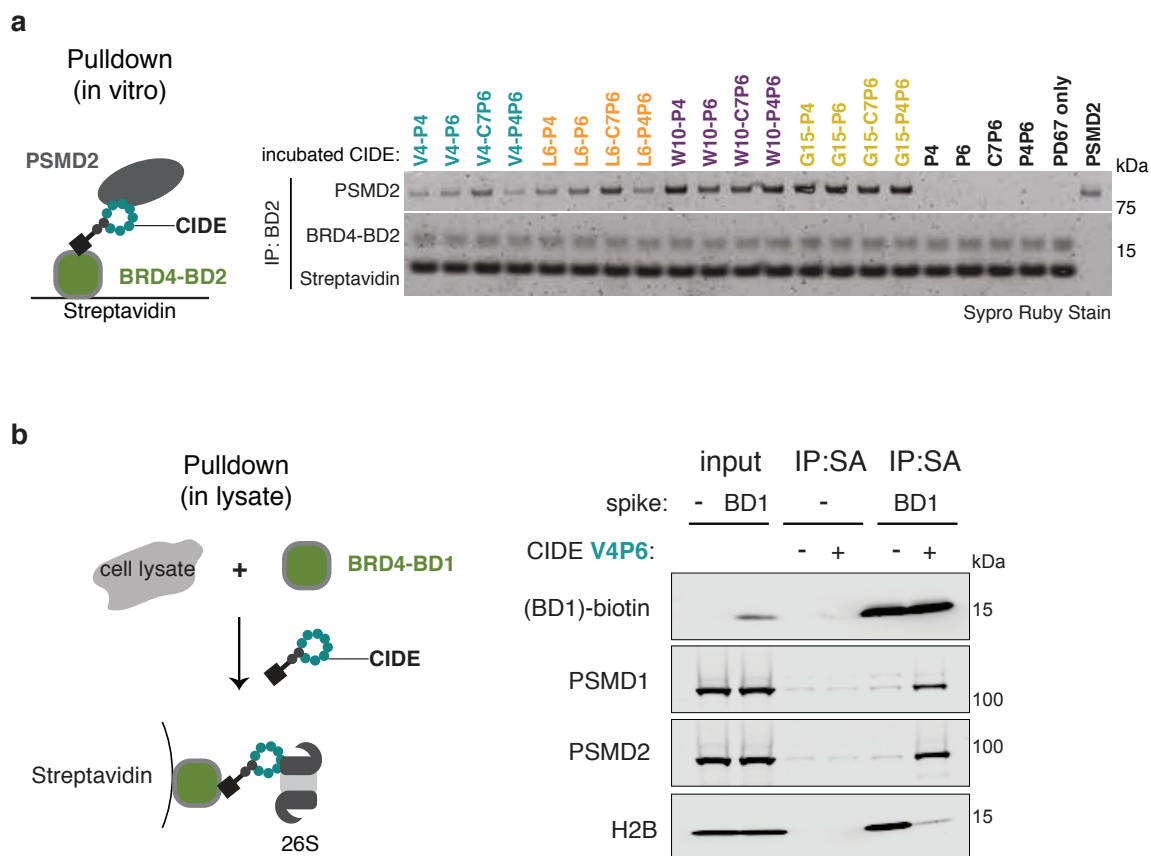 a
Pulldown
(in vitro)
PSMD2
CIDE
BRD4-BD2
Streptavidin
incubated CIDE:
V4-P4
V4-P6
V4-C7P6
V4-P4P6
L6-P4
L6-P6
L6-C7P6
L6-P4P6
W10-P4
W10-P6
W10-C7P6
W10-P4P6
G15-P4
G15-P6
G15-C7P6
G15-P4P6
P4
P6
C7P6
P4P6
PD67 only
PSMD2
kDa
IP: BD2
PSMD2
75
BRD4-BD2
15
Streptavidin
Sypro Ruby Stain
b
Pulldown
(in lysate)
cell lysate
+
BRD4-BD1
CIDE
Streptavidin
26S
input IP:SA IP:SA
spike: - BD1 - BD1
CIDE V4P6: - + - +
kDa
(BD1)-biotin 15
PSMD1 100
PSMD2 100
H2B 15